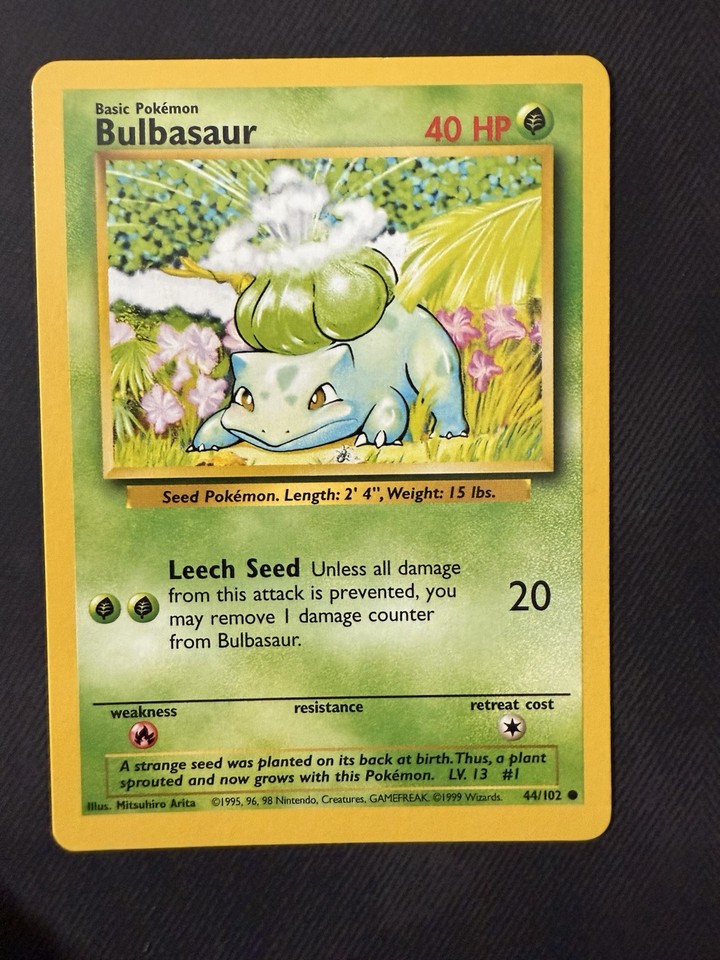 Basic Pokémon
Bulbasaur
40 HP
Seed Pokémon. Length: 2' 4", Weight: 15 lbs.
Leech Seed Unless all damage
from this attack is prevented, you
may remove 1 damage counter
from Bulbasaur.
20
weakness
resistance
retreat cost
A strange seed was planted on its back at birth. Thus, a plant
sprouted and now grows with this Pokémon. LV. 13 #1
Illus. Mitsuhiro Arita ©1995, 96, 98 Nintendo, Creatures, GAMEFREAK. ©1999 Wizards. 44/102